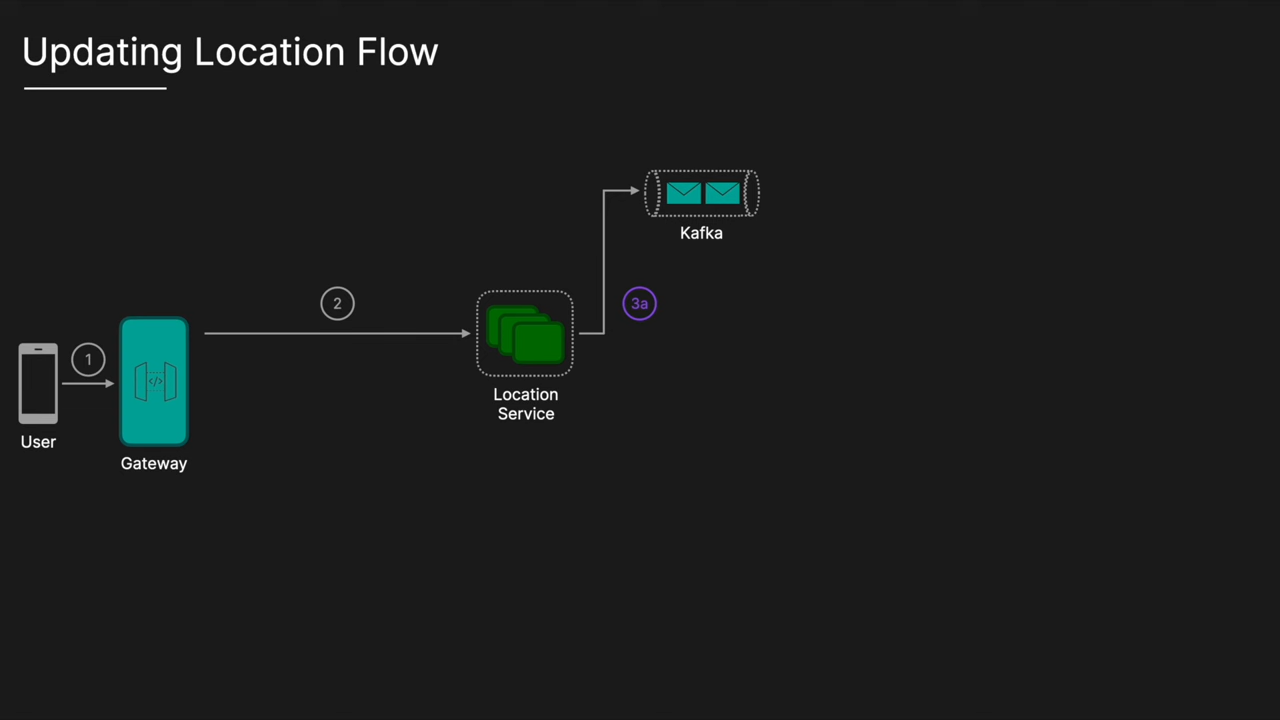 Updating Location Flow
Kafka
2
3a
1
</>
Location
Service
User
Gateway